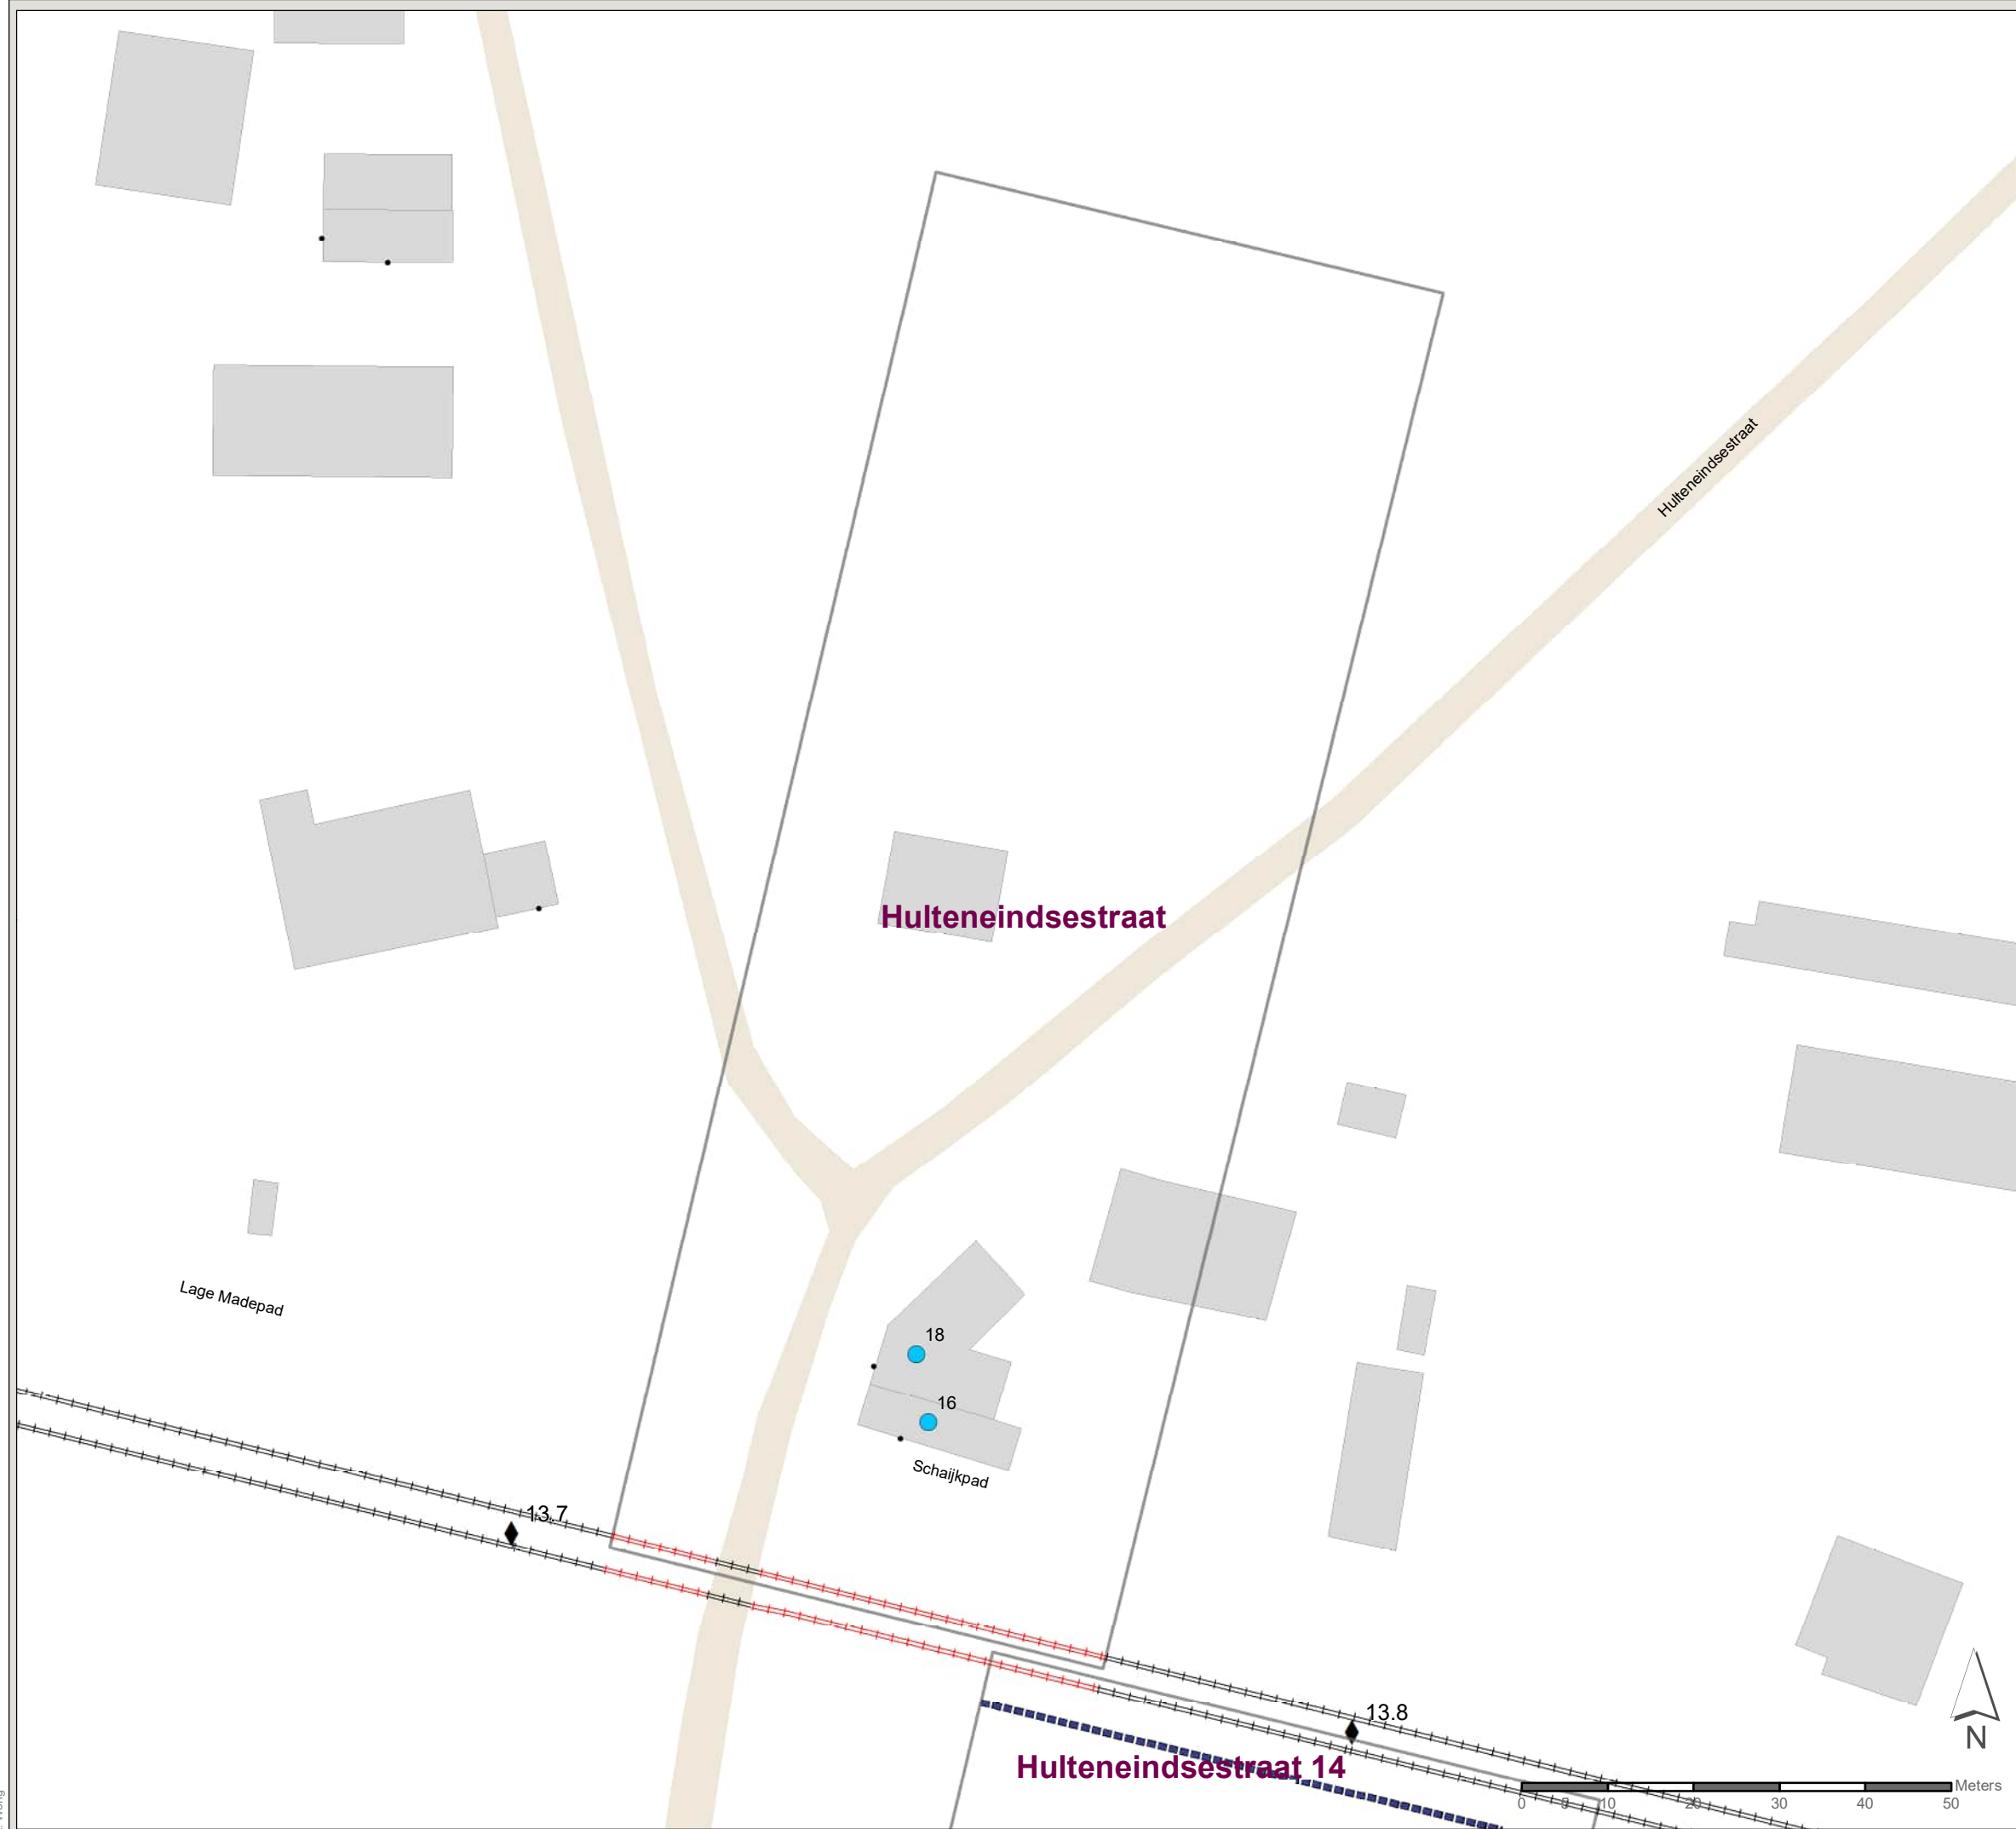 Hulteneindsestraat
Hulteneindsestraat
Lage Madepad
18
16
Schaijkpad
13.7
13.8
Hulteneindsestraat 14
N
Meters
0 5 10 20 30 40 50